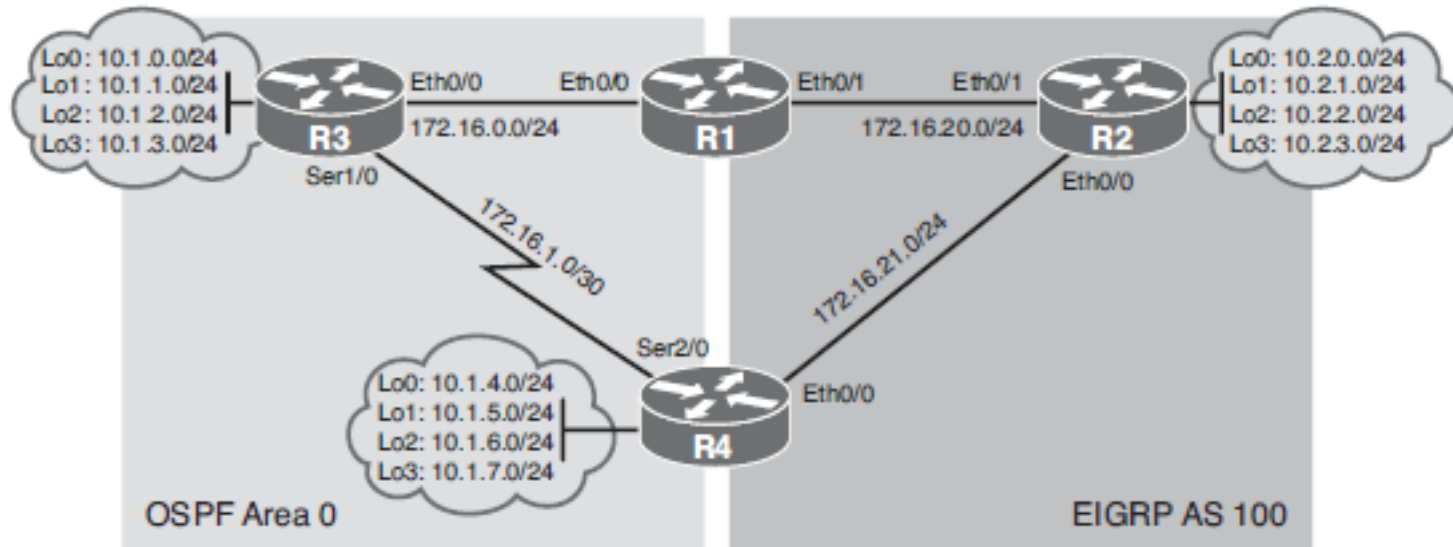 Lo0: 10.1.0.0/24
Lo1: 10.1.1.0/24
Lo2: 10.1.2.0/24
Lo3: 10.1.3.0/24
R3
Eth0/0
Eth0/0
172.16.0.0/24
Ser1/0
R1
Eth0/1
Eth0/1
172.16.20.0/24
R2
Eth0/0
Lo0: 10.2.0.0/24
Lo1: 10.2.1.0/24
Lo2: 10.2.2.0/24
Lo3: 10.2.3.0/24
172.16.1.0/30
172.16.21.0/24
Ser2/0
Eth0/0
R4
Lo0: 10.1.4.0/24
Lo1: 10.1.5.0/24
Lo2: 10.1.6.0/24
Lo3: 10.1.7.0/24
OSPF Area 0
EIGRP AS 100